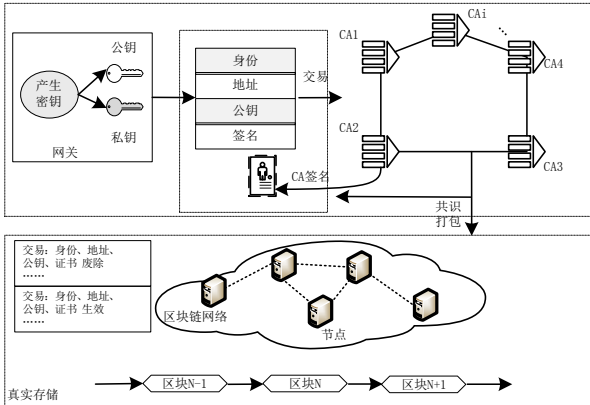 公钥
产生
密钥
私钥
网关
身份
地址
公钥
签名
交易
CA签名
CA1
CAi
…
CA4
CA2
CA3
共识
打包
交易：身份、地址、
公钥、证书 废除
……
交易：身份、地址、
公钥、证书 生效
……
区块链网络
节点
真实存储
区块N-1
区块N
区块N+1